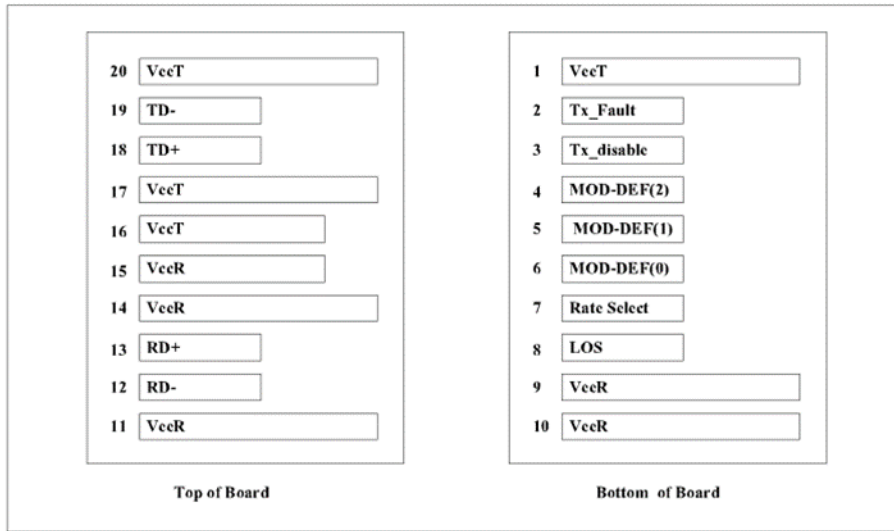 20 VeeT
19 TD-
18 TD+
17 VeeT
16 VccT
15 VccR
14 VeeR
13 RD+
12 RD-
11 VeeR
Top of Board
1 VeeT
2 Tx_Fault
3 Tx_disable
4 MOD-DEF(2)
5 MOD-DEF(1)
6 MOD-DEF(0)
7 Rate Select
8 LOS
9 VeeR
10 VeeR
Bottom of Board